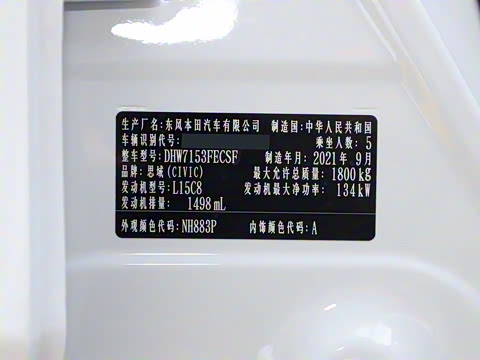 生产厂名:东风本田汽车有限公司 制造国:中华人民共和国
车辆识别代号: 乘坐人数: 5
整车型号:DHW7153FECSF 制造年月:2021年 9月
品牌:思域(CIVIC) 最大允许总质量:1800kg
发动机型号:L15C8 发动机最大净功率: 134kW
发动机排量: 1498mL
外观颜色代码:NH883P 内饰颜色代码: A